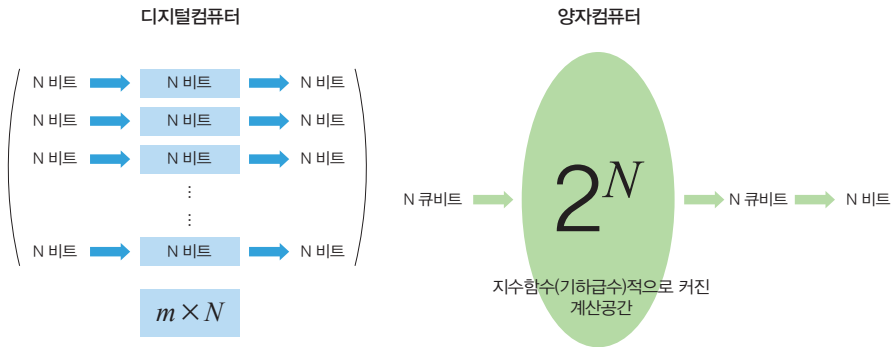 디지털컴퓨터
N 비트 N 비트 N 비트
N 비트 N 비트 N 비트
N 비트 N 비트 N 비트
⋮
⋮
N 비트 N 비트 N 비트
m×N
양자컴퓨터
N 큐비트 2^N N 큐비트 N 비트
지수함수(기하급수)적으로 커진
계산공간